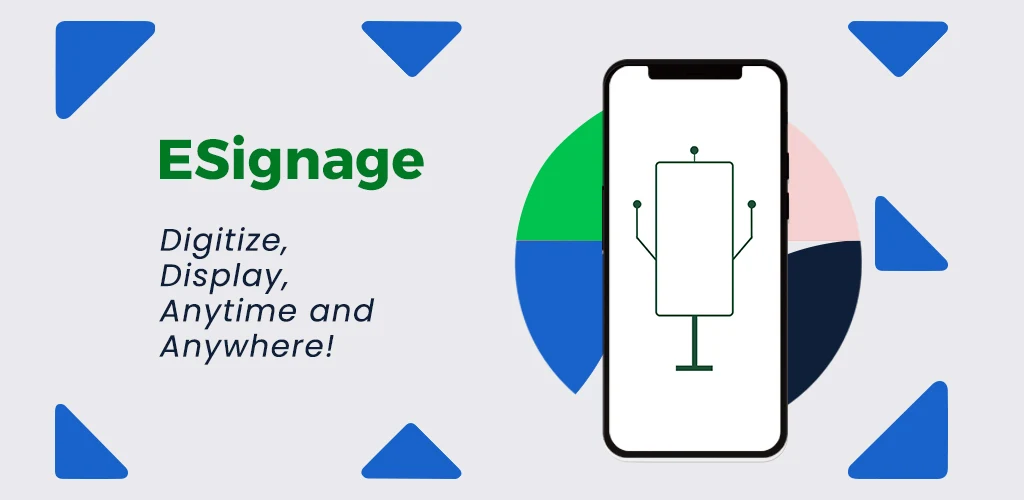 ESignage
Digitize,
Display,
Anytime and
Anywhere!